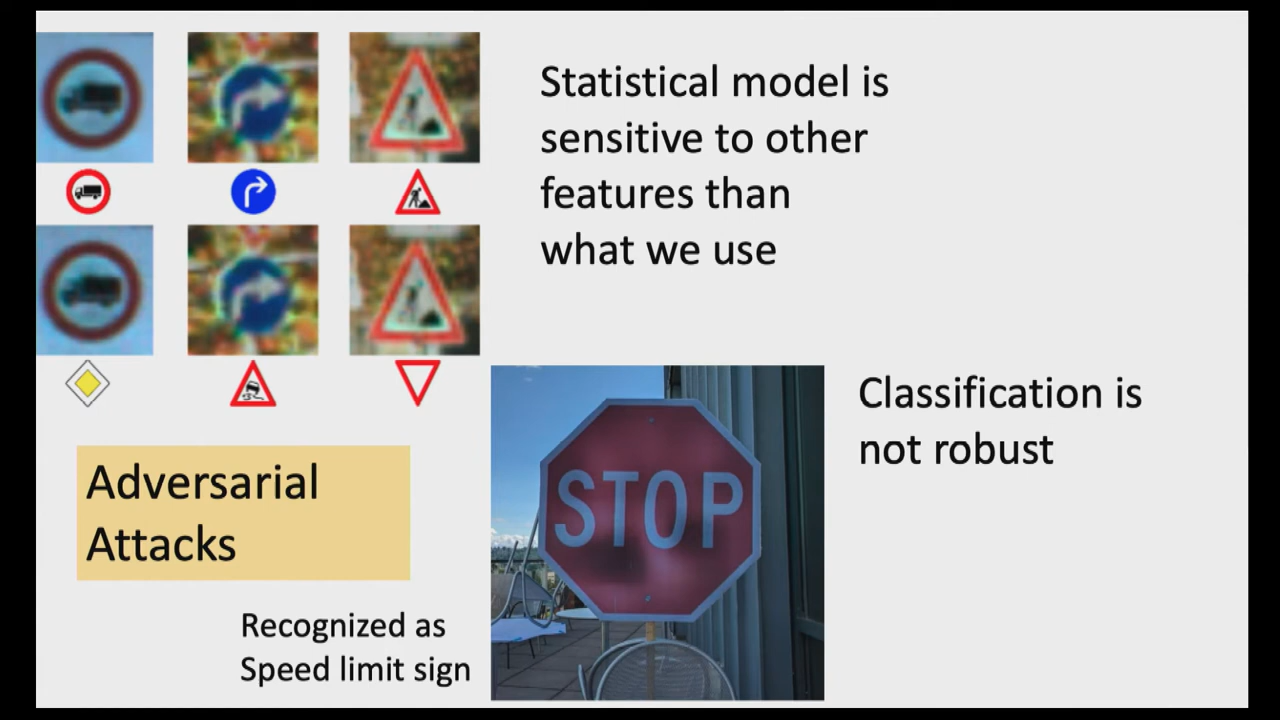 Statistical model is
sensitive to other
features than
what we use
Classification is
not robust
Adversarial
Attacks
STOP
Recognized as
Speed limit sign